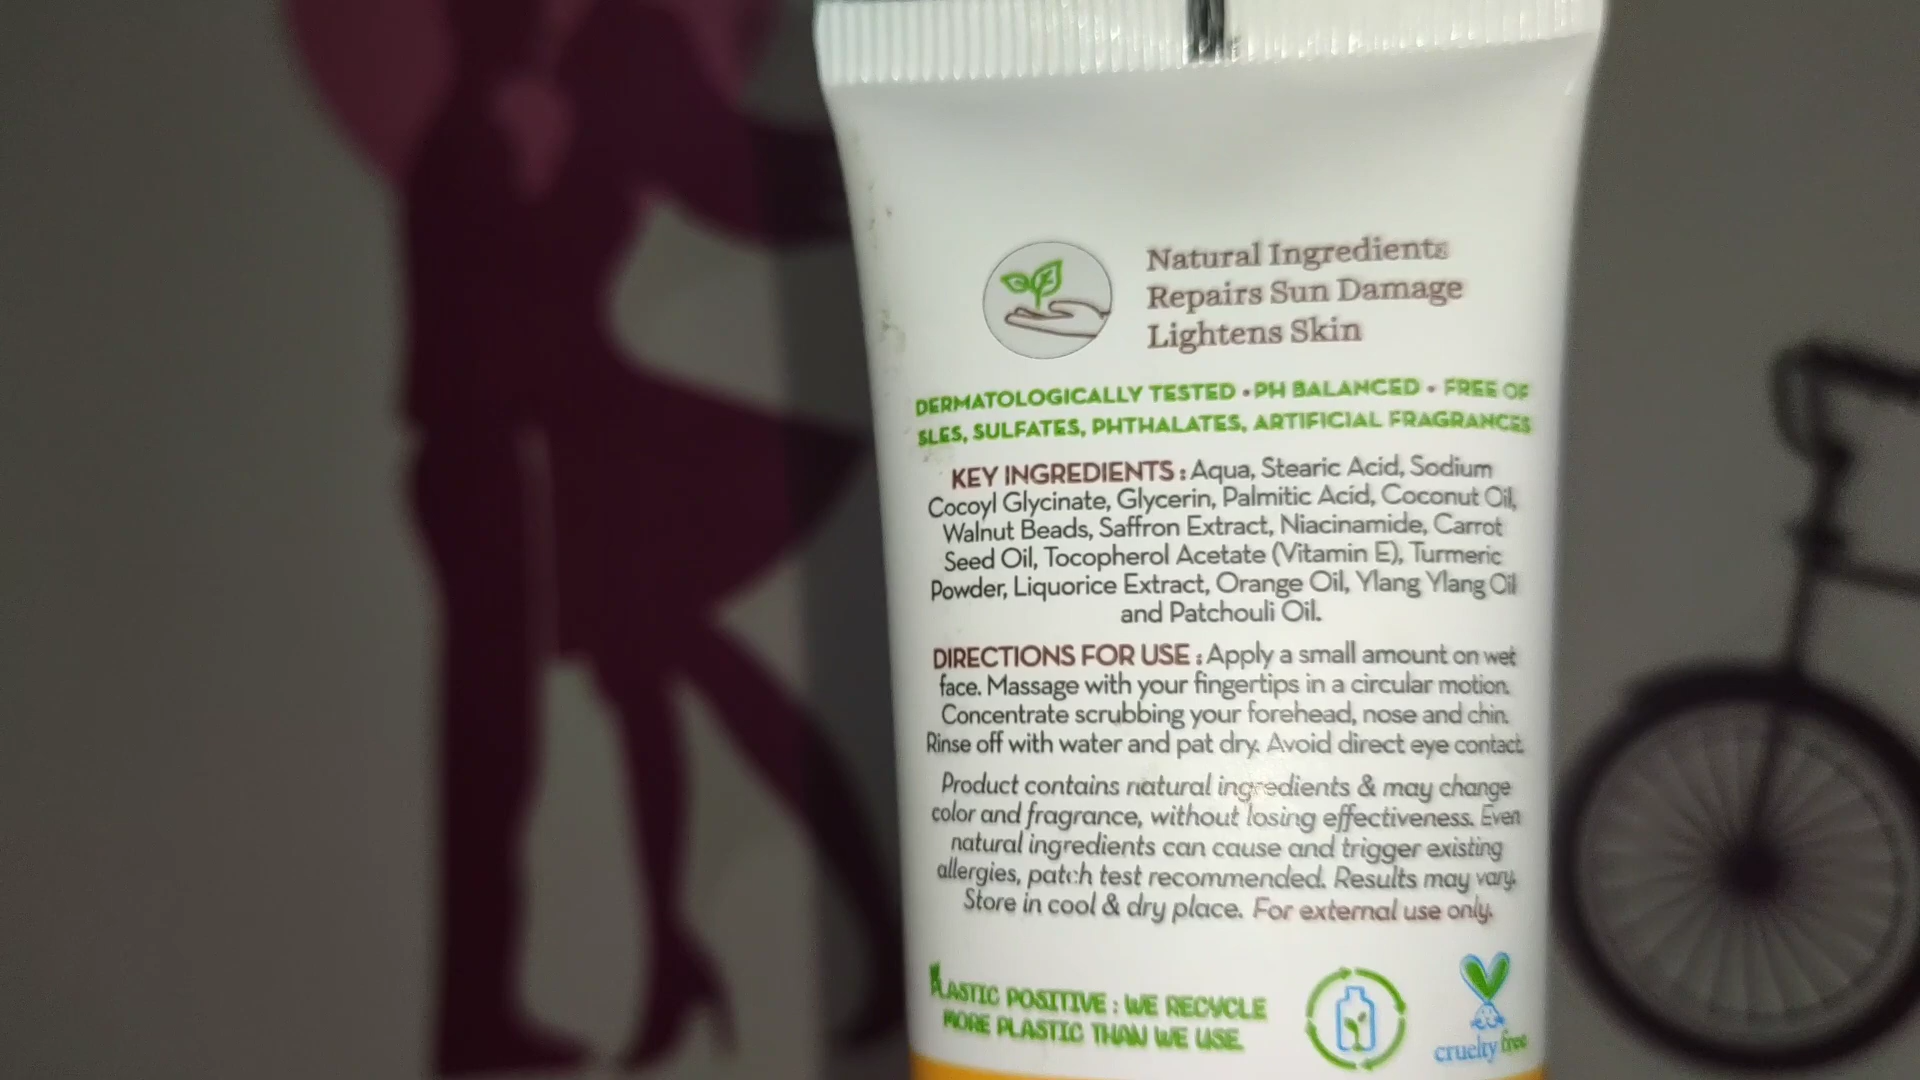 Natural Ingredients
Repairs Sun Damage
Lightens Skin
DERMATOLOGICALLY TESTED • PH BALANCED • FREE OF
SLES, SULFATES, PHTHALATES, ARTIFICIAL FRAGRANCES
KEY INGREDIENTS : Aqua, Stearic Acid, Sodium
Cocoyl Glycinate, Glycerin, Palmitic Acid, Coconut Oil,
Walnut Beads, Saffron Extract, Niacinamide, Carrot
Seed Oil, Tocopherol Acetate (Vitamin E), Turmeric
Powder, Liquorice Extract, Orange Oil, Ylang Ylang Oil
and Patchouli Oil.
DIRECTIONS FOR USE : Apply a small amount on wet
face. Massage with your fingertips in a circular motion.
Concentrate scrubbing your forehead, nose and chin.
Rinse off with water and pat dry. Avoid direct eye contact.
Product contains natural ingredients & may change
color and fragrance, without losing effectiveness. Even
natural ingredients can cause and trigger existing
allergies, patch test recommended. Results may vary.
Store in cool & dry place. For external use only.
PLASTIC POSITIVE : WE RECYCLE
MORE PLASTIC THAN WE USE.
cruelty free